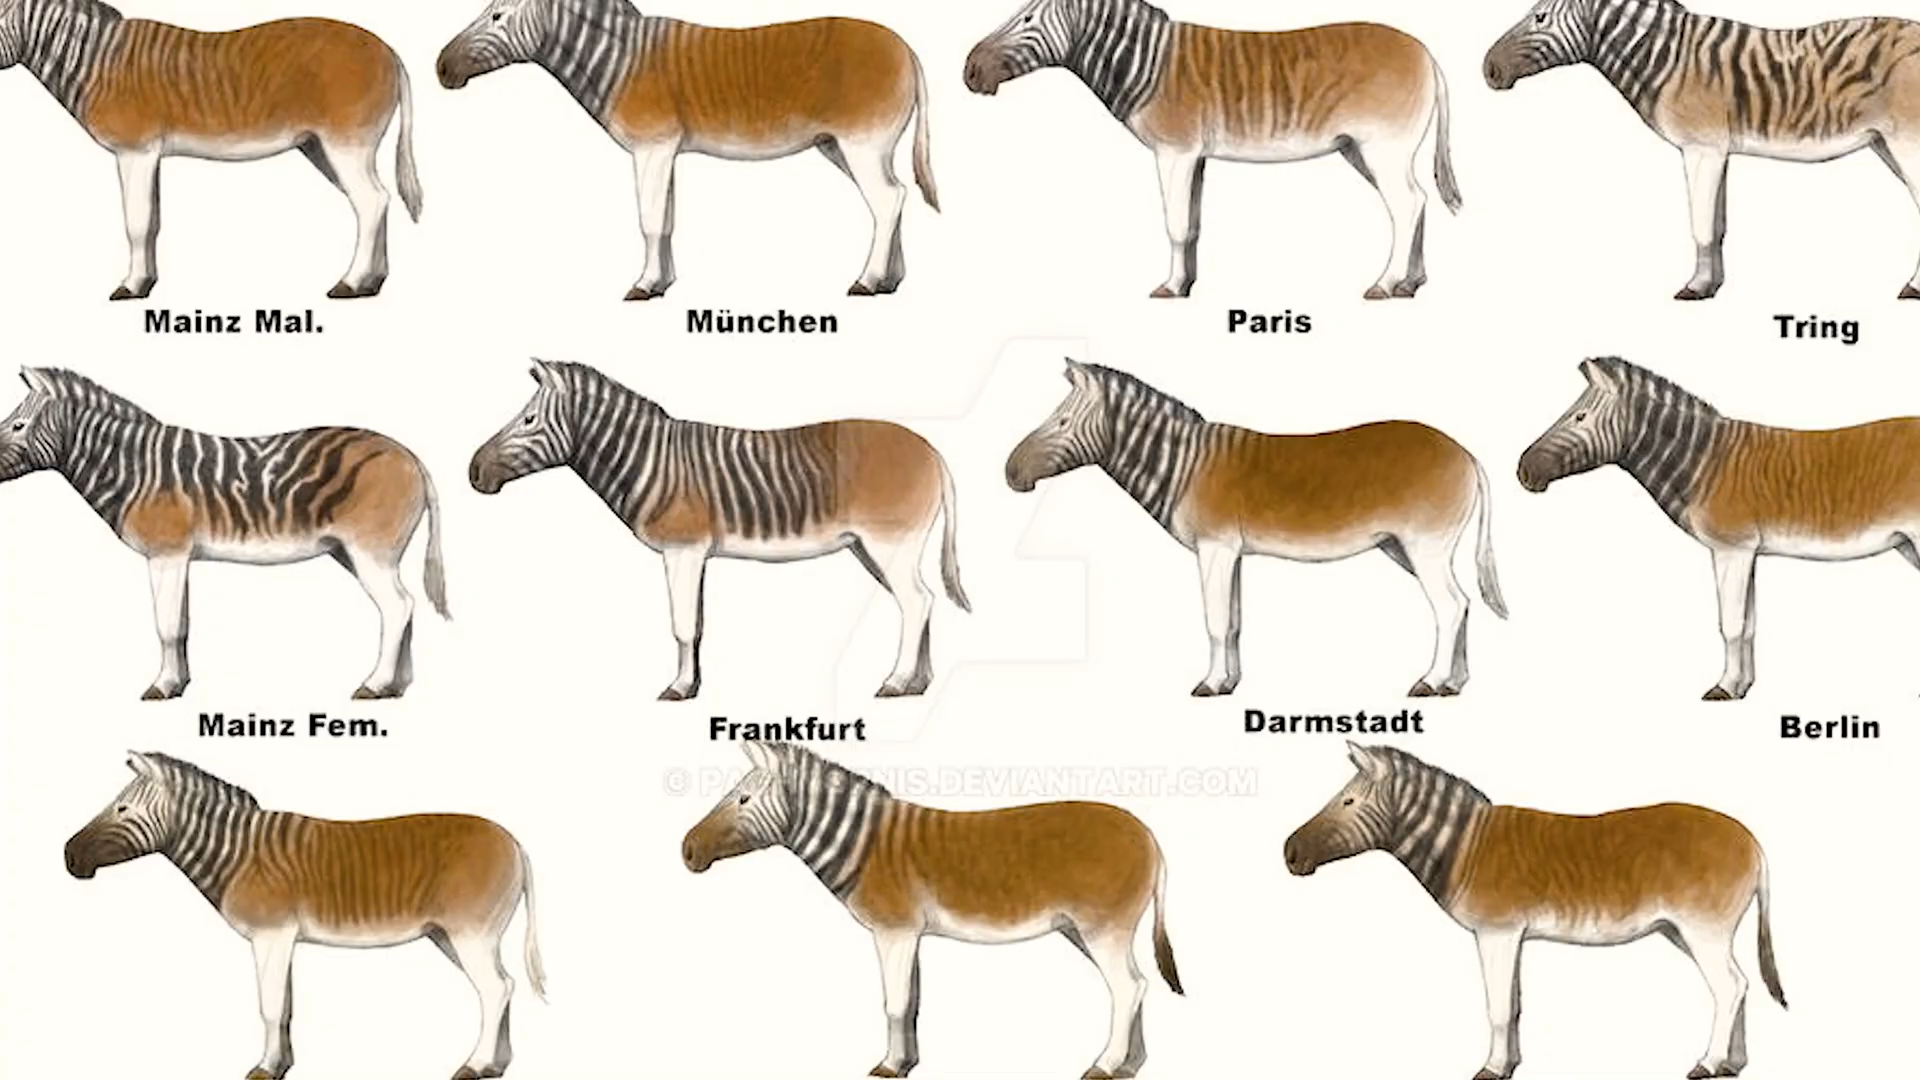 Mainz Mal.
München
Paris
Tring
Mainz Fem.
Frankfurt
Darmstadt
Berlin